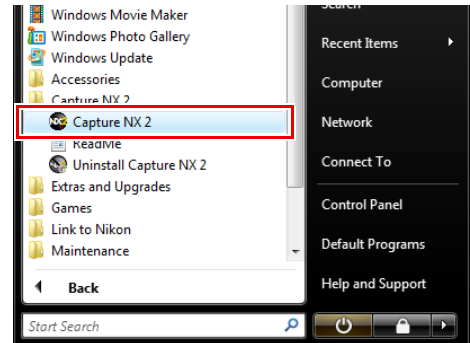 Windows Movie Maker
Windows Photo Gallery
Windows Update
Accessories
Capture NX 2
Capture NX 2
ReadMe
Uninstall Capture NX 2
Extras and Upgrades
Games
Link to Nikon
Maintenance
Back
Start Search
Search
Recent Items
Computer
Network
Connect To
Control Panel
Default Programs
Help and Support